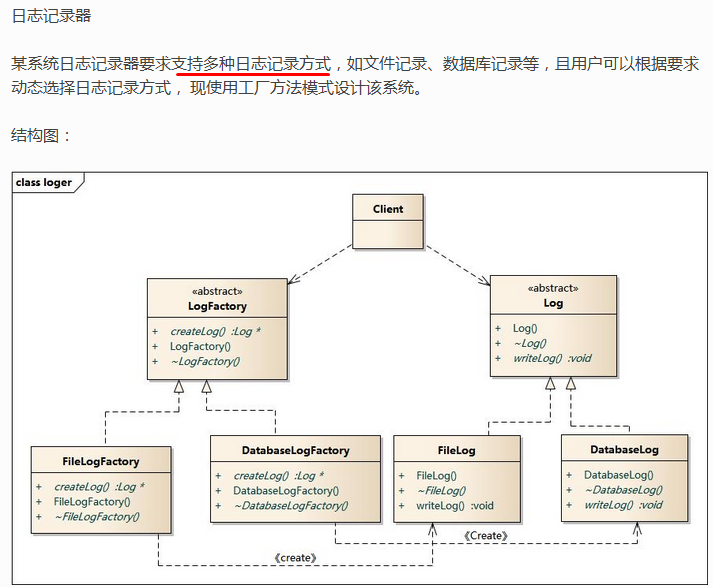 日志记录器
某系统日志记录器要求支持多种日志记录方式，如文件记录、数据库记录等，且用户可以根据要求
动态选择日志记录方式， 现使用工厂方法模式设计该系统。
结构图：
class loger
Client
«abstract»
LogFactory
+ createLog() :Log *
+ LogFactory()
+ ~LogFactory()
«abstract»
Log
+ Log()
+ ~Log()
+ writeLog() :void
FileLogFactory
+ createLog() :Log *
+ FileLogFactory()
+ ~FileLogFactory()
DatabaseLogFactory
+ createLog() :Log *
+ DatabaseLogFactory()
+ ~DatabaseLogFactory()
FileLog
+ FileLog()
+ ~FileLog()
+ writeLog() :void
DatabaseLog
+ DatabaseLog()
+ ~DatabaseLog()
+ writeLog() :void
《Create》
《create》